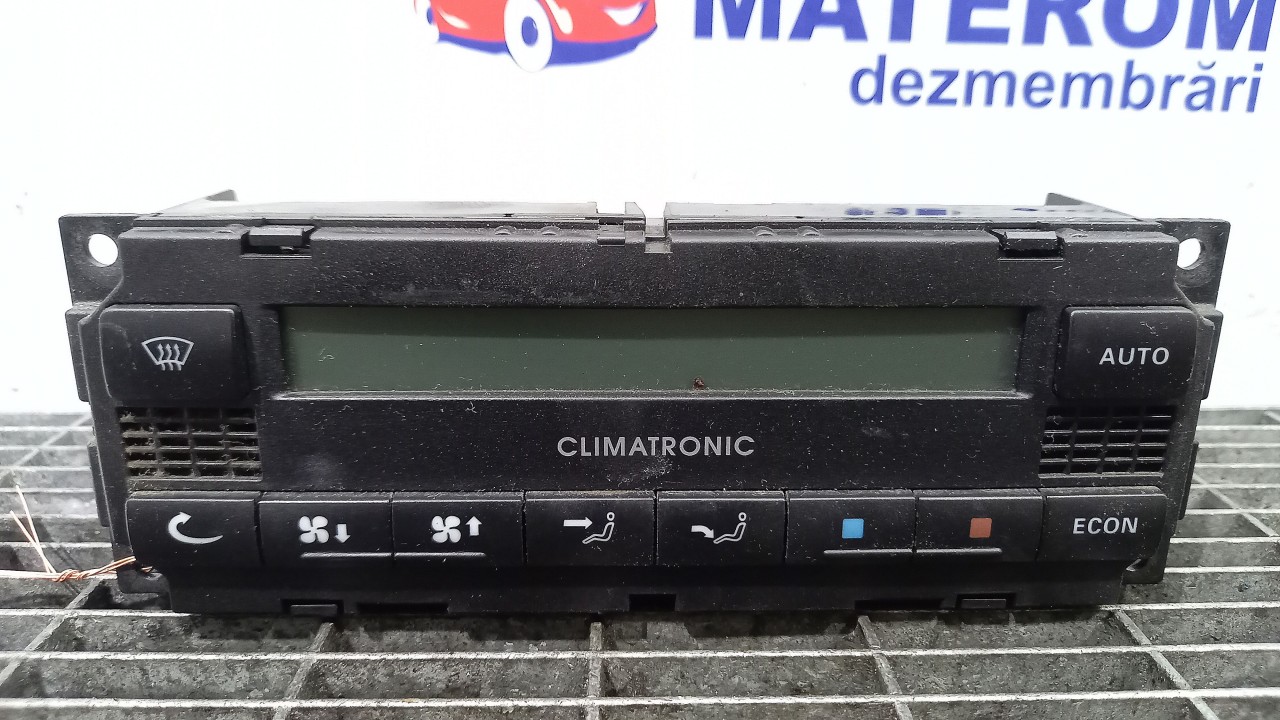 MATEROM
dezmembrări
AUTO
CLIMATRONIC
ECON